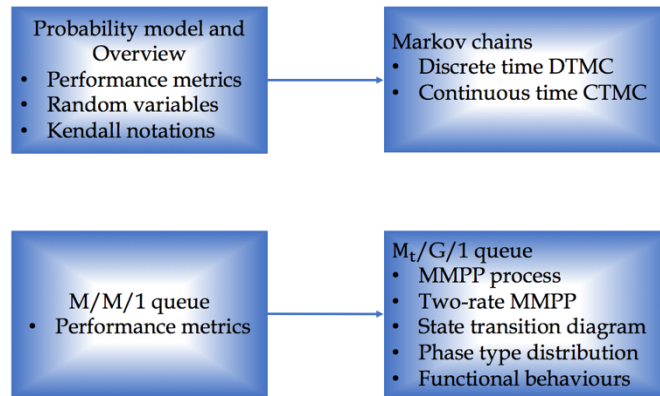 Probability model and
Overview
• Performance metrics
• Random variables
• Kendall notations
Markov chains
• Discrete time DTMC
• Continuous time CTMC
M/M/1 queue
• Performance metrics
Mₜ/G/1 queue
• MMPP process
• Two-rate MMPP
• State transition diagram
• Phase type distribution
• Functional behaviours